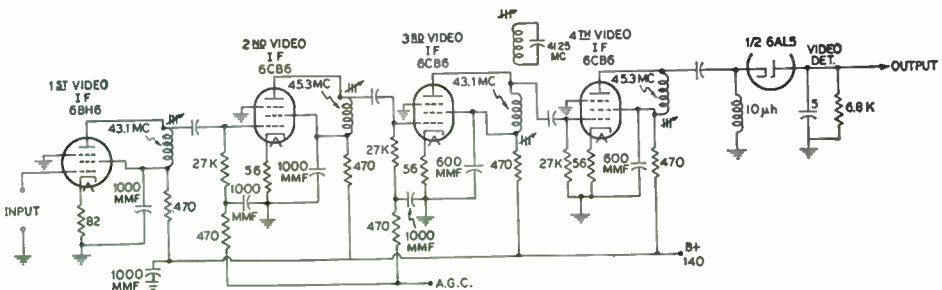 1ST VIDEO
IF
6BH6
43.1 MC
INPUT
82
1000
MMF
470
1000
MMF
2ND VIDEO
IF
6CB6
45.3MC
27K
1000
MMF
470
56
1000
MMF
470
3RD VIDEO
IF
6CB6
43.1 MC
27K
1000
MMF
470
56
600
MMF
470
41.25
MC
4TH VIDEO
IF
6CB6
45.3 MC
27K
56
600
MMF
470
B+
140
A.G.C.
1/2 6AL5
VIDEO
DET.
OUTPUT
10μh
5
6.8 K